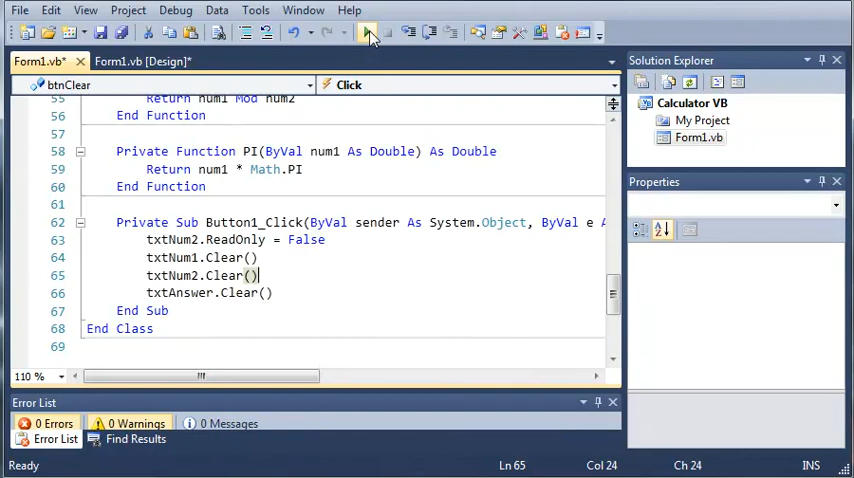 File Edit View Project Debug Data Tools Window Help
Form1.vb* Form1.vb [Design]*
btnClear Click
55 Return num1 Mod num2
56 End Function
57
58 Private Function PI(ByVal num1 As Double) As Double
59 Return num1 * Math.PI
60 End Function
61
62 Private Sub Button1_Click(ByVal sender As System.Object, ByVal e A
63 txtNum2.ReadOnly = False
64 txtNum1.Clear()
65 txtNum2.Clear()
66 txtAnswer.Clear()
67 End Sub
68 End Class
69
110 %
Solution Explorer
Calculator VB
My Project
Form1.vb
Properties
Error List
0 Errors 0 Warnings 0 Messages
Error List Find Results
Ready Ln 65 Col 24 Ch 24 INS